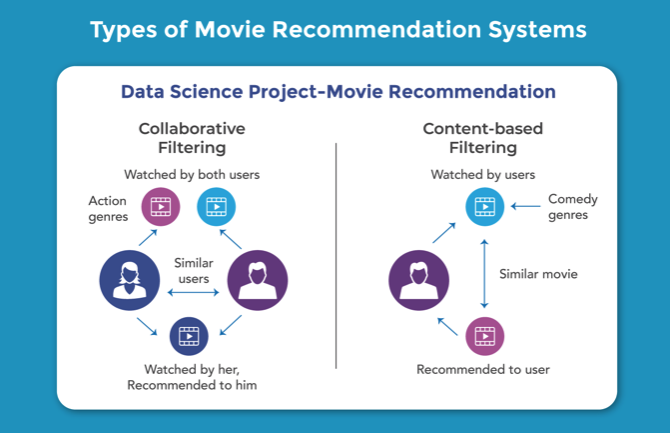 Types of Movie Recommendation Systems
Data Science Project-Movie Recommendation
Collaborative
Filtering
Watched by both users
Action
genres
Similar
users
Watched by her,
Recommended to him
Content-based
Filtering
Watched by users
Comedy
genres
Similar movie
Recommended to user